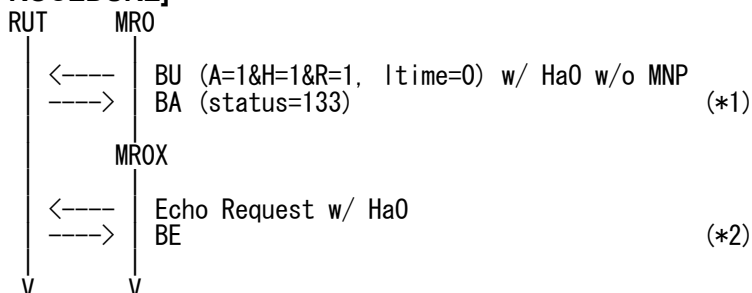 RUT MR0
<---- BU (A=1&H=1&R=1, ltime=0) w/ HaO w/o MNP
----> BA (status=133) (*1)
MR0X
<---- Echo Request w/ HaO
----> BE (*2)
V V